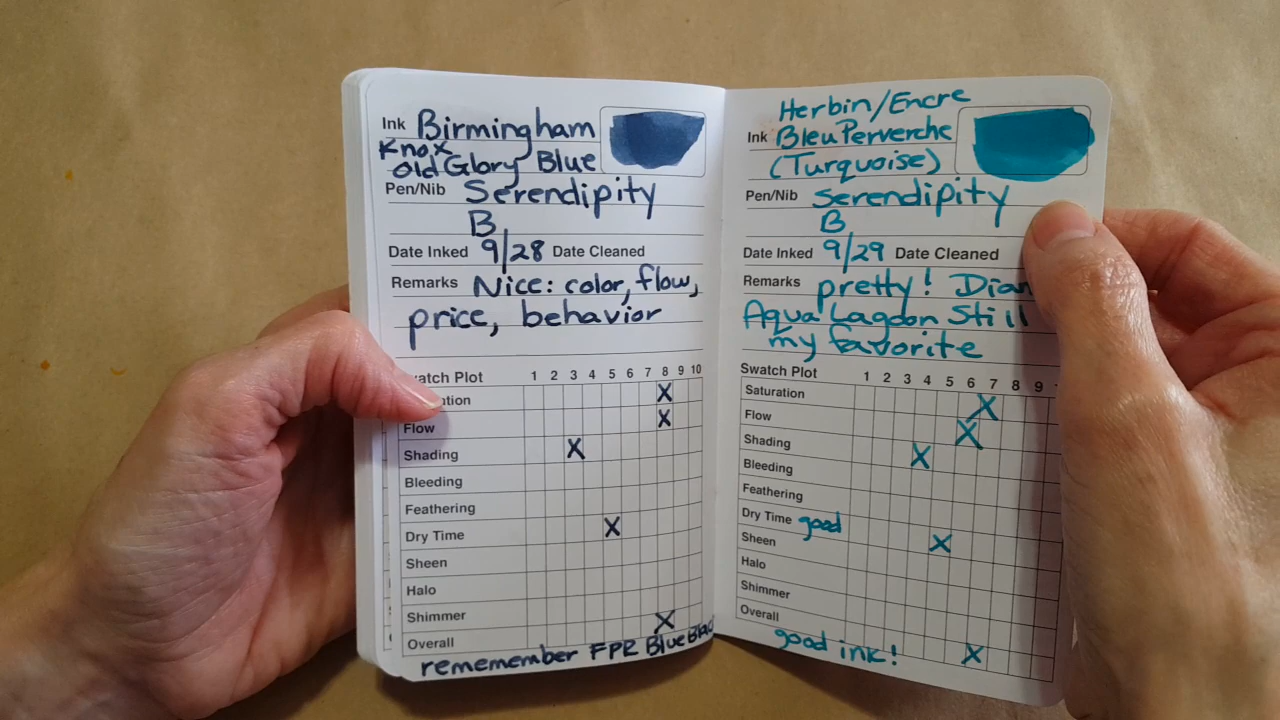 Ink Birmingham
Knox
Old Glory Blue
Pen/Nib Serendipity
B
Date Inked 9/28 Date Cleaned
Remarks Nice: color, flow,
price, behavior
Swatch Plot 1 2 3 4 5 6 7 8 9 10
Flow X
Shading X
Bleeding
Feathering
Dry Time X
Sheen
Halo
Shimmer
Overall X
rememember FPR Blue Black
Herbin/Encre
Ink Bleu Perverche
(Turquoise)
Pen/Nib Serendipity
B
Date Inked 9/29 Date Cleaned
Remarks pretty! 
Aqua Lagoon Still
my favorite
Swatch Plot 1 2 3 4 5 6 7 8 9
Saturation X
Flow X
Shading X
Bleeding
Feathering
Dry Time good X
Sheen
Halo
Shimmer
Overall X
good ink!